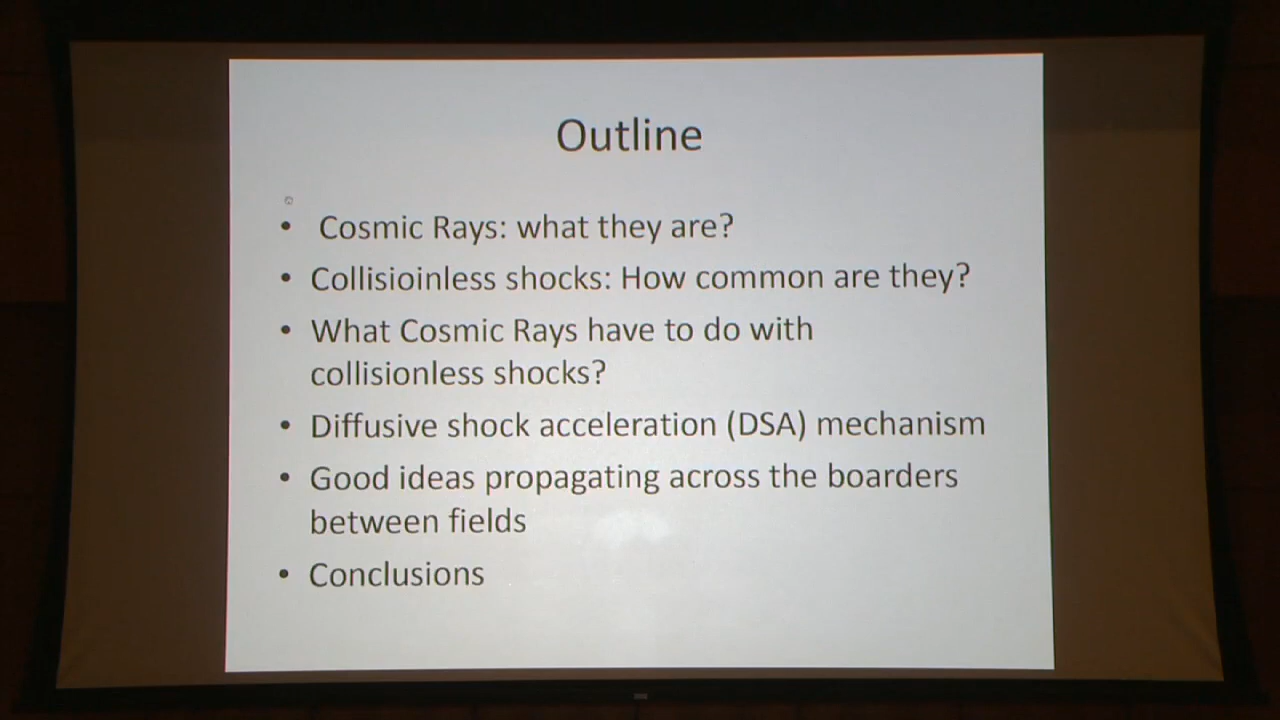 Outline
• Cosmic Rays: what they are?
• Collisioinless shocks: How common are they?
• What Cosmic Rays have to do with
collisionless shocks?
• Diffusive shock acceleration (DSA) mechanism
• Good ideas propagating across the boarders
between fields
• Conclusions